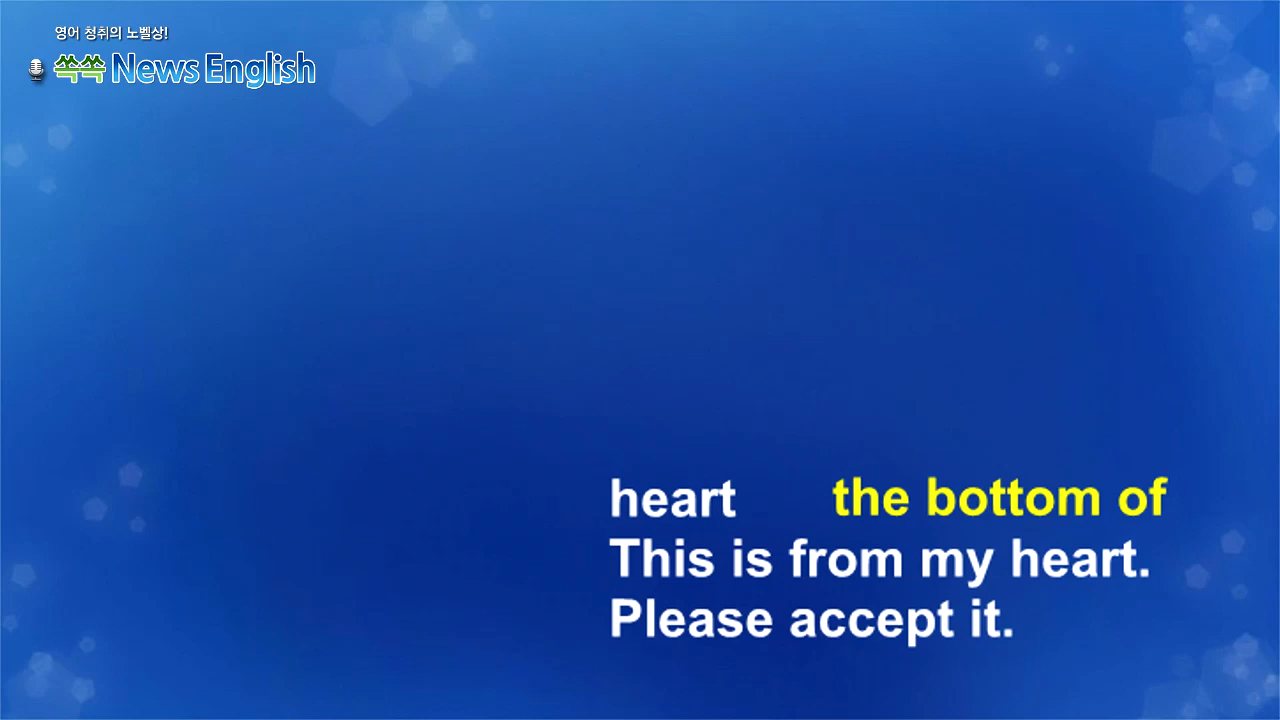 영어 청취의 노벨상!
쏙쏙 News English
heart the bottom of
This is from my heart.
Please accept it.